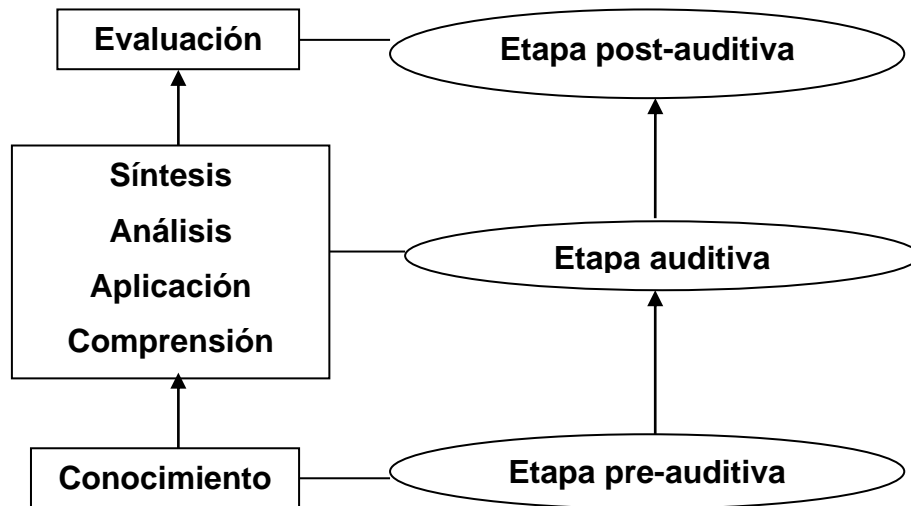 Evaluación
Etapa post-auditiva
Síntesis
Análisis
Aplicación
Comprensión
Etapa auditiva
Conocimiento
Etapa pre-auditiva